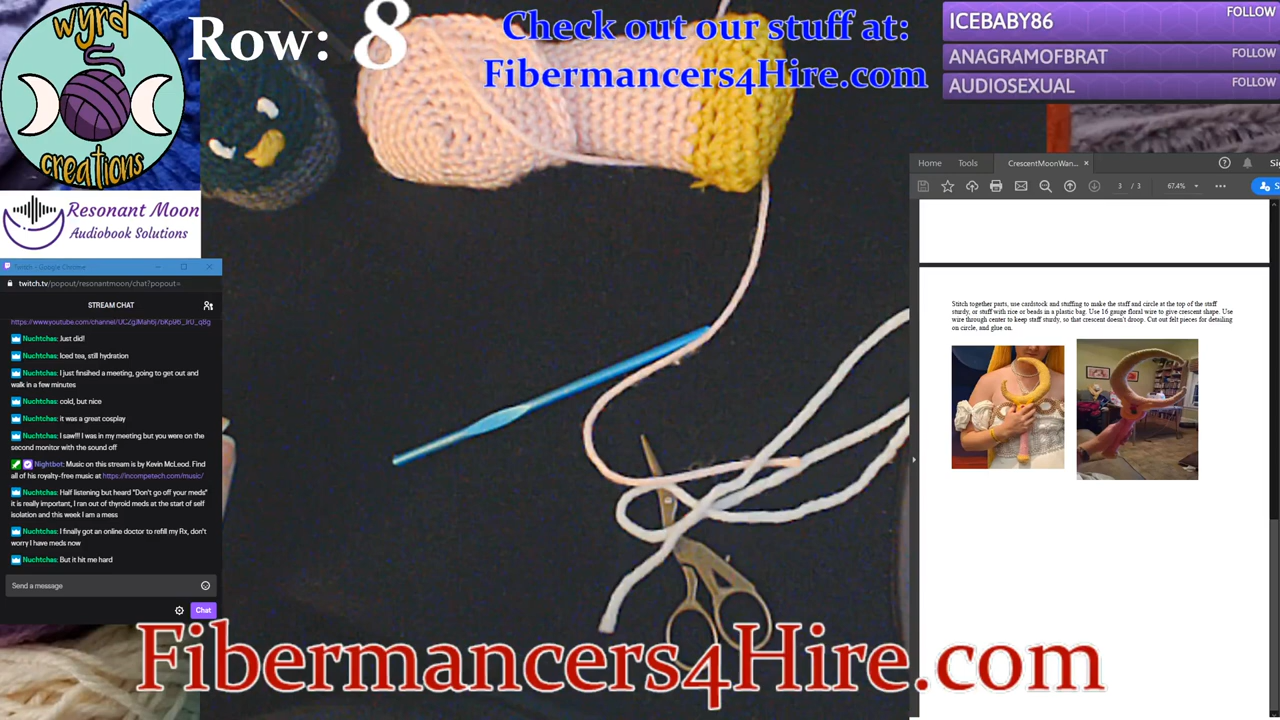 wyrd
creations
Row: 8
Check out our stuff at:
Fibermancers4Hire.com
ICEBABY86
FOLLOW
ANAGRAMOFBRAT
FOLLOW
AUDIOSEXUAL
FOLLOW
Resonant Moon
Audiobook Solutions
Twitch - Google Chrome
twitch.tv/popout/resonantmoon/chat?popout=
STREAM CHAT
Nuchtchas: Just did!
Nuchtchas: Iced tea, still hydration
Nuchtchas: I just finsihed a meeting, going to get out and
walk in a few minutes
Nuchtchas: cold, but nice
Nuchtchas: it was a great cosplay
Nuchtchas: I saw!!! I was in my meeting but you were on the
second monitor with the sound off
Nightbot: Music on this stream is by Kevin McLeod. Find
all of his royalty-free music at https://incompetech.com/music/
Nuchtchas: Half listening but heard "Don't go off your meds"
it is really important, I ran out of thyroid meds at the start of self
isolation and this week I am a mess
Nuchtchas: I finally got an online doctor to refill my Rx, don't
worry I have meds now
Nuchtchas: But it hit me hard
Send a message
Chat
Home Tools CrescentMoonWan... ×
3 / 3 67.4%
Stitch together parts, use cardstock and stuffing to make the staff and circle at the top of the staff
sturdy, or stuff with rice or beads in a plastic bag. Use 16 gauge floral wire to give crescent shape. Use
wire through center to keep staff sturdy, so that crescent doesn't droop. Cut out felt pieces for detailing
on circle, and glue on.
Fibermancers4Hire.com